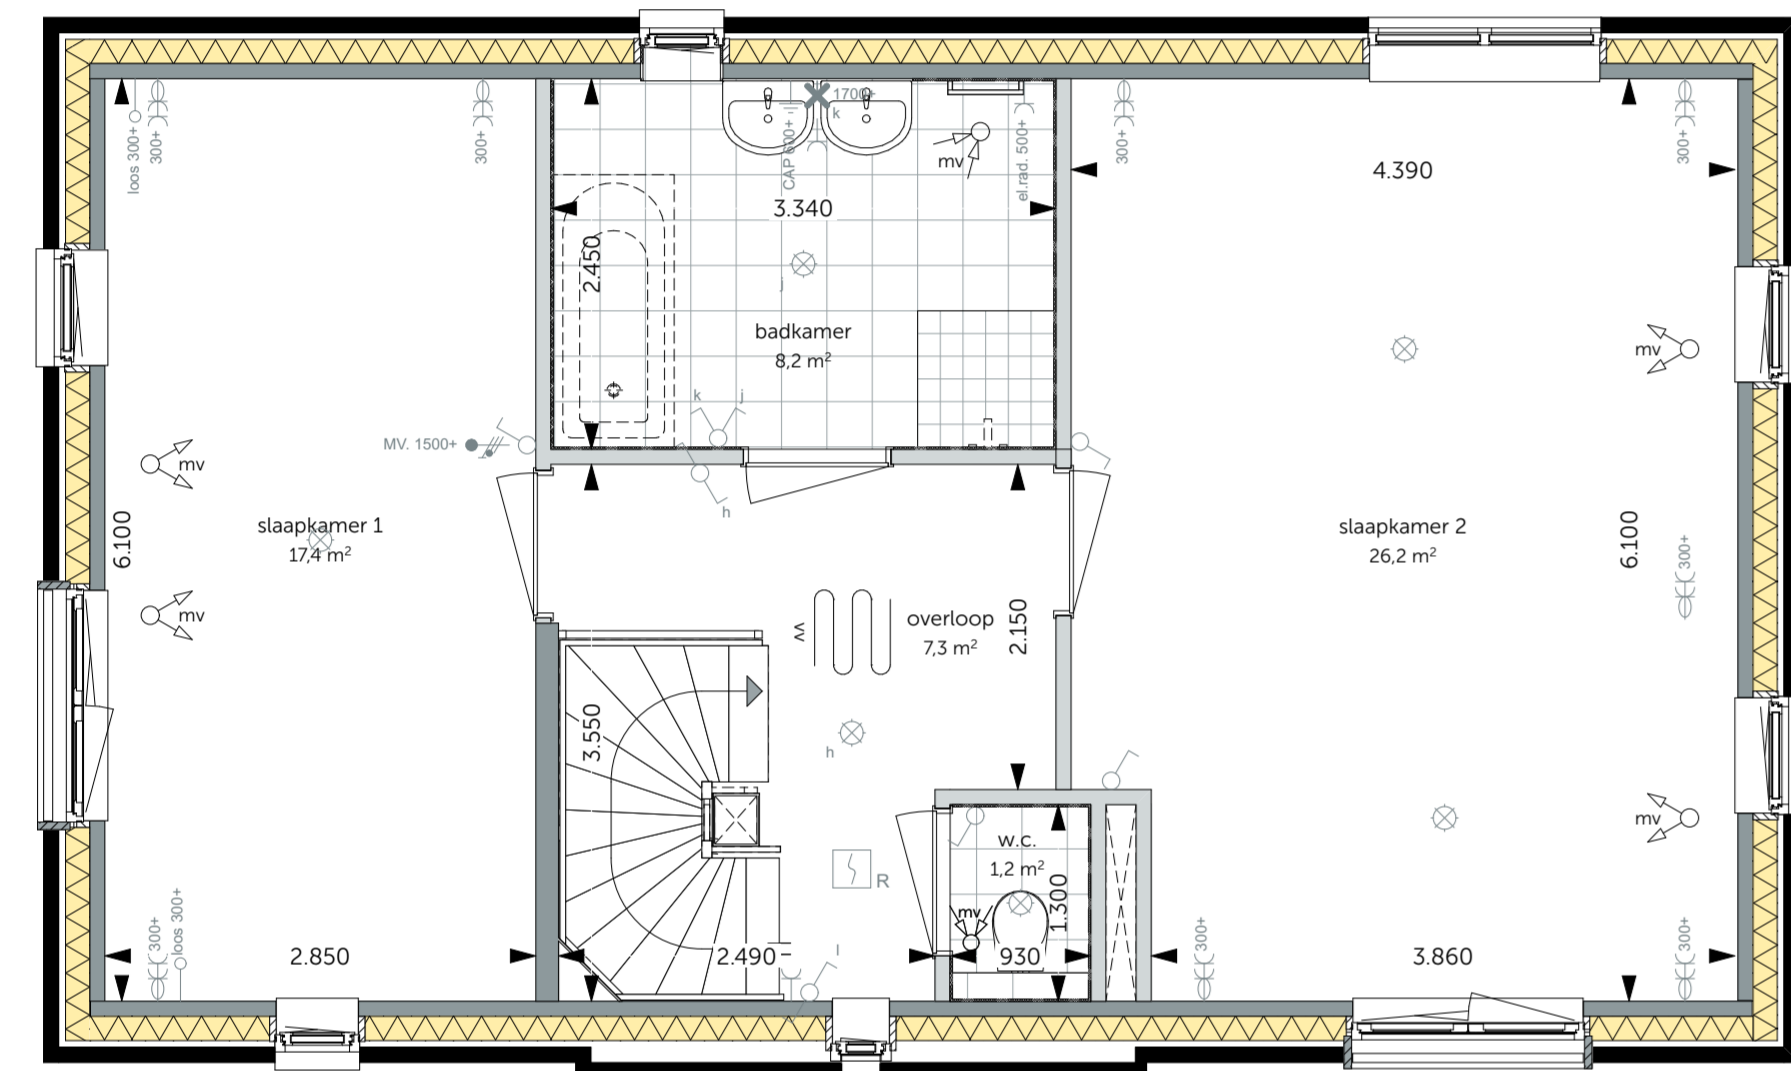 loos 300+
300+
300+
CAP 600+
1700+
k
mv
el.rad. 500+
300+
300+
4.390
3.340
2.450
j
badkamer
8,2 m²
mv
k
j
MV. 1500+
mv
h
6.100
slaapkamer 1
17,4 m²
slaapkamer 2
26,2 m²
6.100
300+
mv
wv
overloop
7,3 m²
2.150
3.550
h
mv
w.c.
1,2 m²
1.300
R
mv
300+
loos 300+
300+
300+
2.850
2.490
l
930
3.860